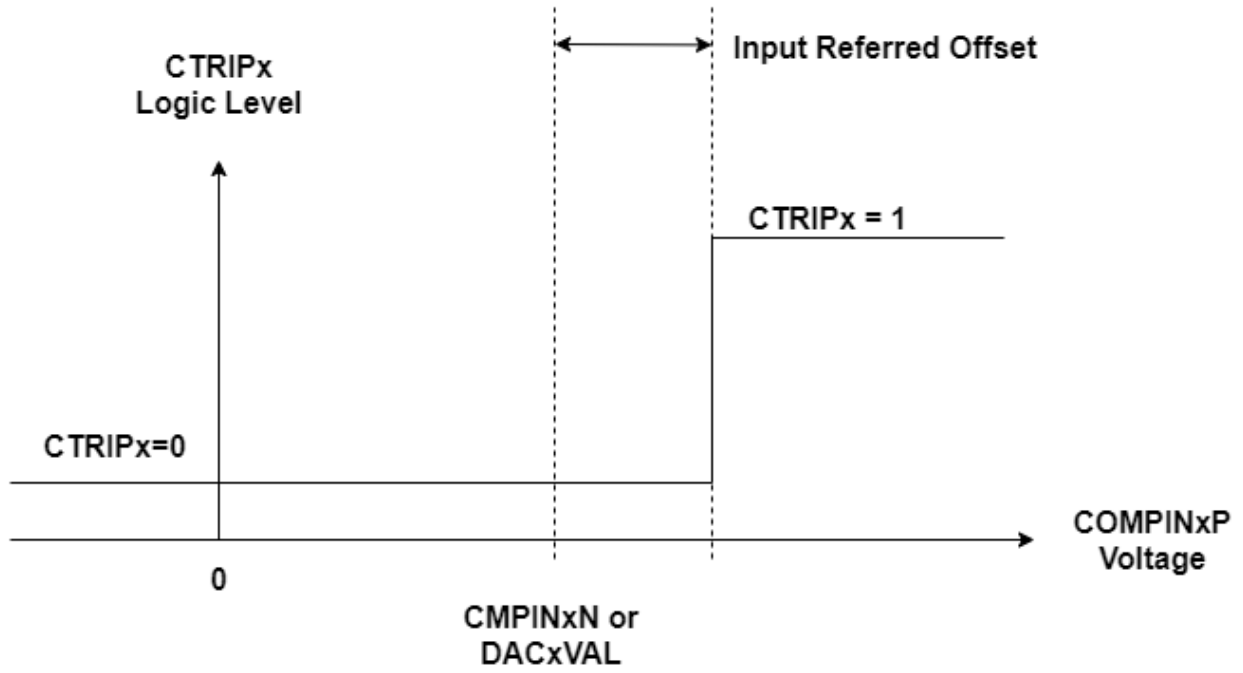 Input Referred Offset
CTRIPx
Logic Level
CTRIPx = 1
CTRIPx=0
COMPINxP
Voltage
0
CMPINxN or
DACxVAL